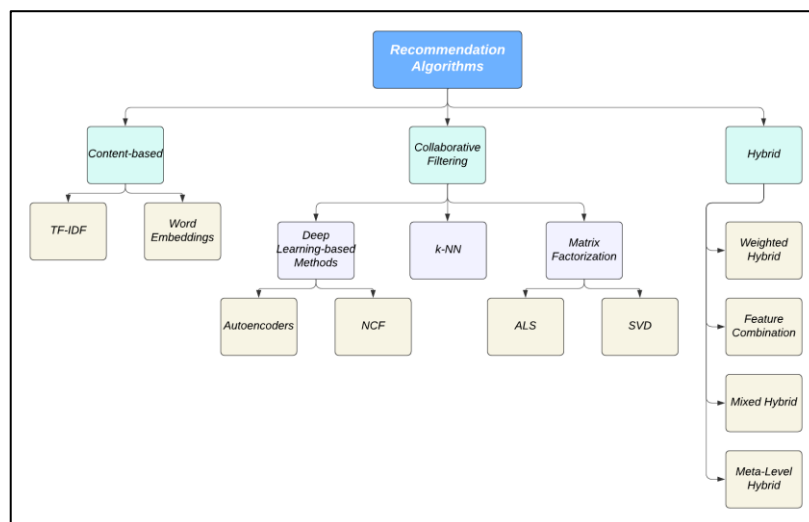 Recommendation
Algorithms
Content-based
Collaborative
Filtering
Hybrid
TF-IDF
Word
Embeddings
Deep
Learning-based
Methods
k-NN
Matrix
Factorization
Weighted
Hybrid
Autoencoders
NCF
ALS
SVD
Feature
Combination
Mixed Hybrid
Meta-Level
Hybrid